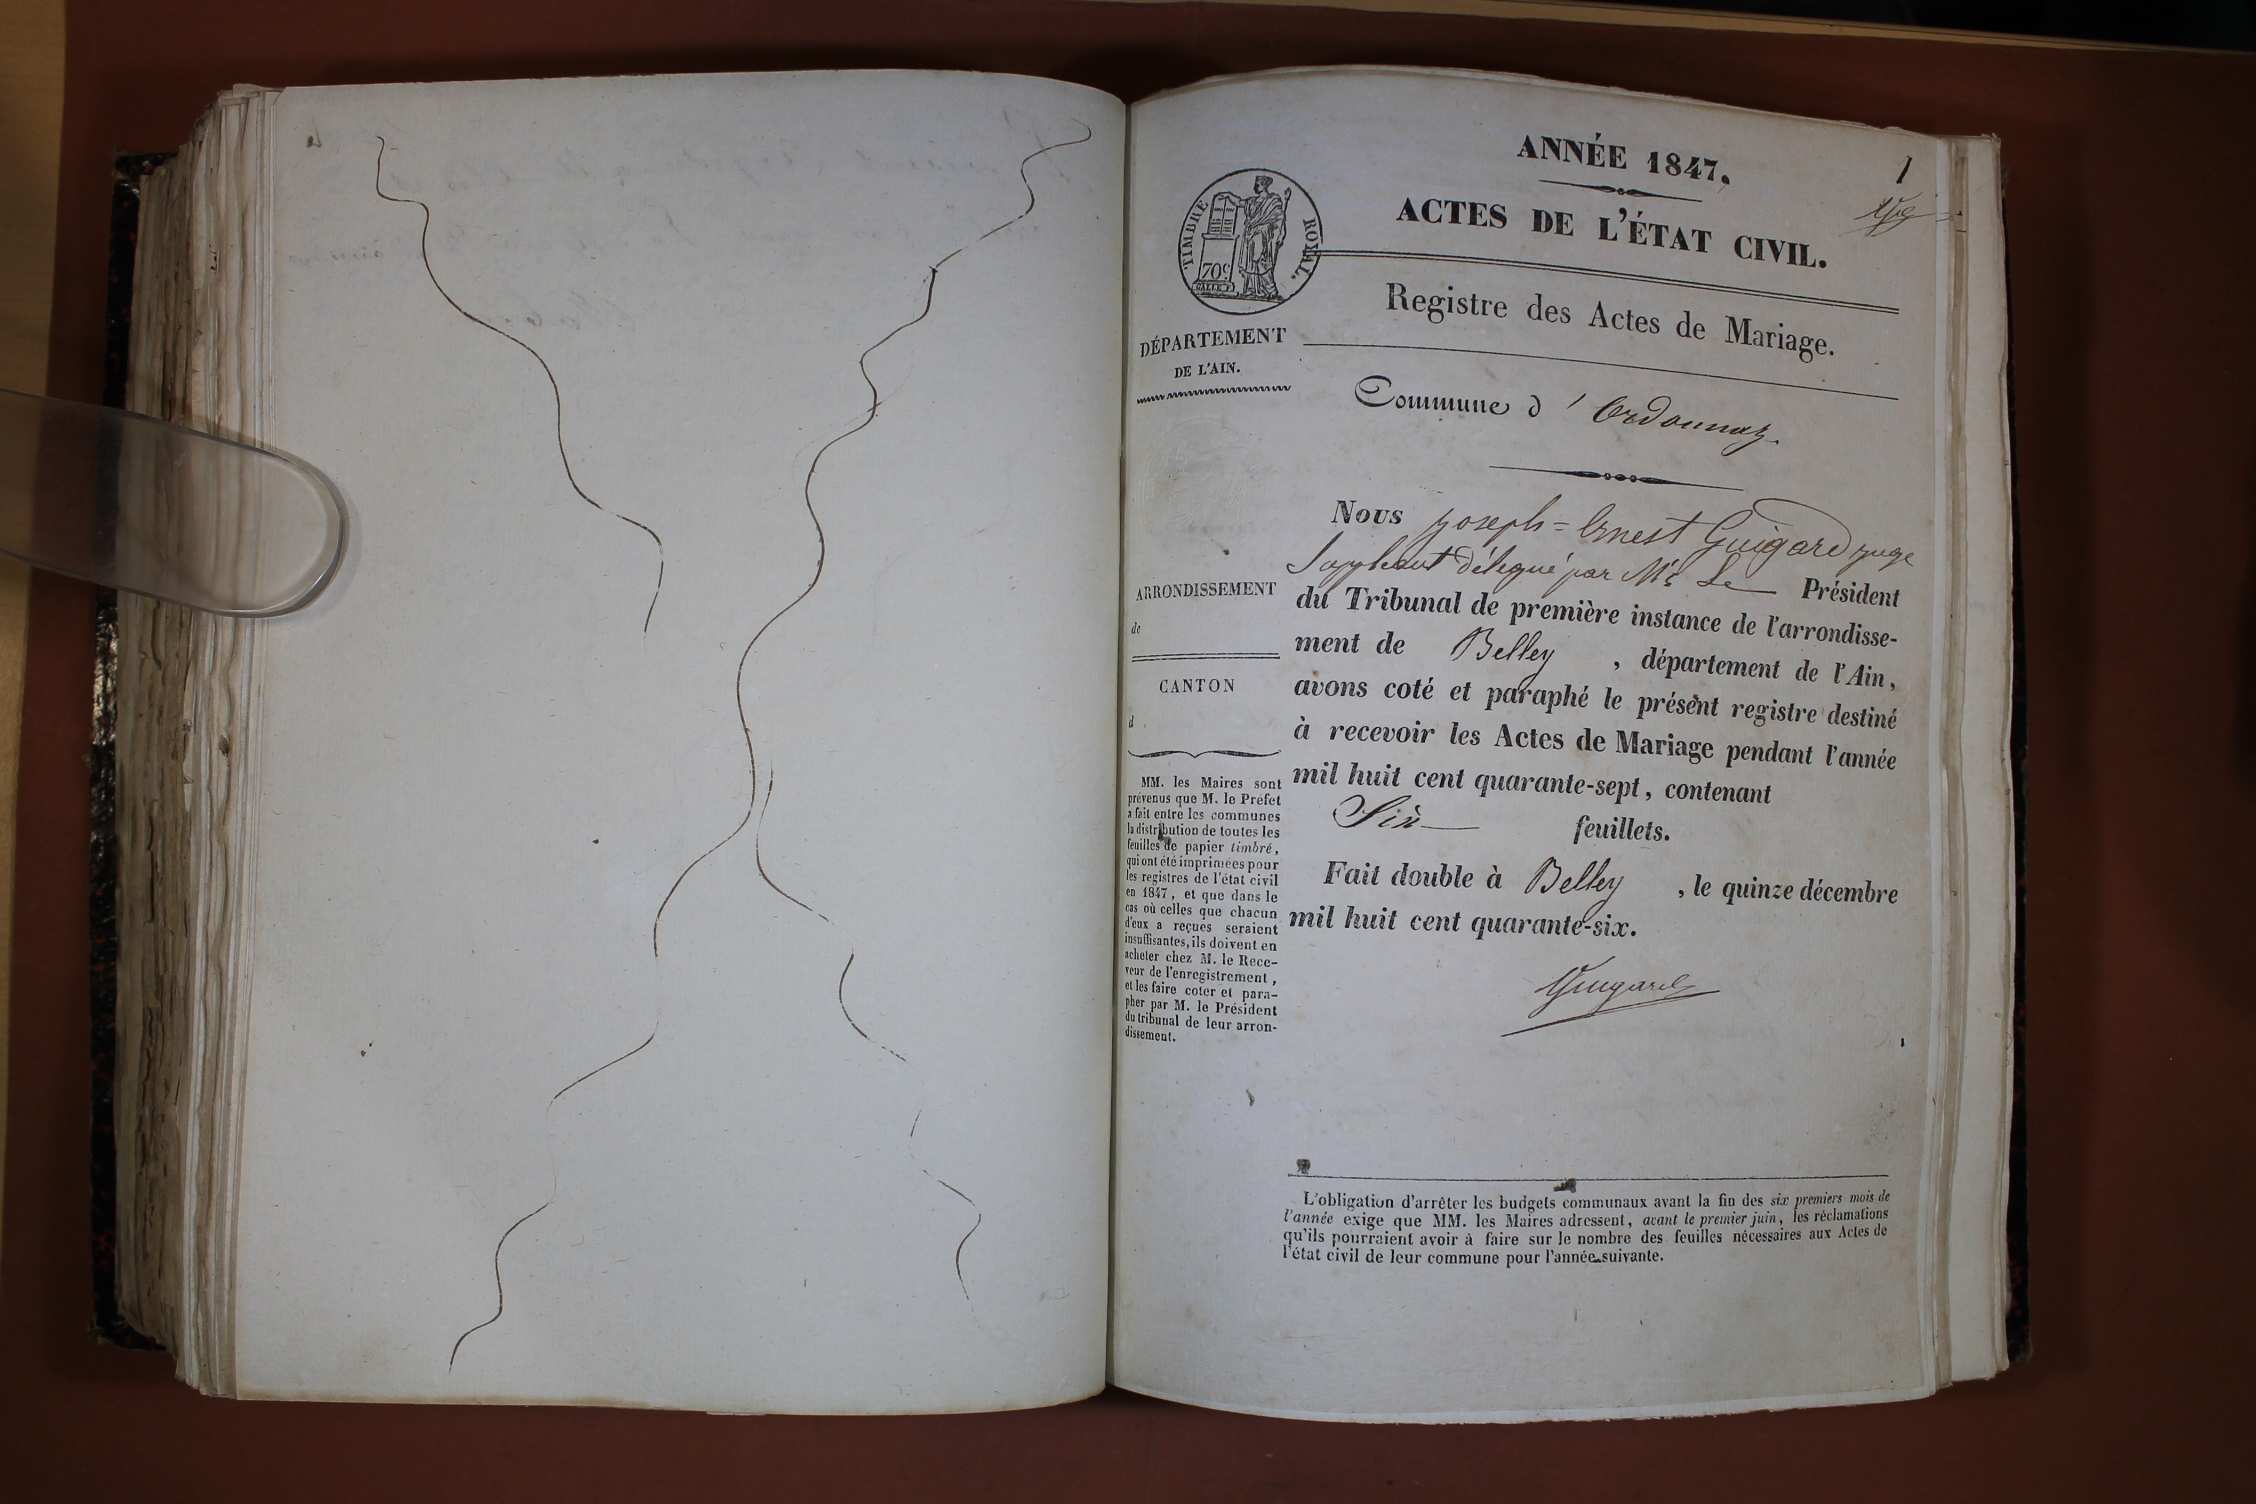 ANNÉE 1847.
1
ACTES DE L'ÉTAT CIVIL.
TIMBRE ROYAL.
70 c.
Registre des Actes de Mariage.
DÉPARTEMENT
DE L'AIN.
Commune d'Ordonnaz
Nous Joseph=Ernest Guigard juge
Suppleant délégué par Mr. Le Président
du Tribunal de première instance de l'arrondisse-
ment de Belley, département de l'Ain,
avons coté et paraphé le présent registre destiné
à recevoir les Actes de Mariage pendant l'année
mil huit cent quarante-sept, contenant
Six feuillets.
Fait double à Belley, le quinze décembre
mil huit cent quarante-six.
Guigard
ARRONDISSEMENT
de
CANTON
d
MM. les Maires sont
prévenus que M. le Préfet
a fait entre les communes
la distribution de toutes les
feuilles de papier timbré,
qui ont été imprimées pour
les registres de l'état civil
en 1847, et que dans le
cas où celles que chacun
d'eux a reçues seraient
insuffisantes, ils doivent en
acheter chez M. le Rece-
veur de l'enregistrement,
et les faire coter et para-
pher par M. le Président
du tribunal de leur arron-
dissement.
L'obligation d'arrêter les budgets communaux avant la fin des six premiers mois de
l'année exige que MM. les Maires adressent, avant le premier juin, les réclamations
qu'ils pourraient avoir à faire sur le nombre des feuilles nécessaires aux Actes de
l'état civil de leur commune pour l'année suivante.